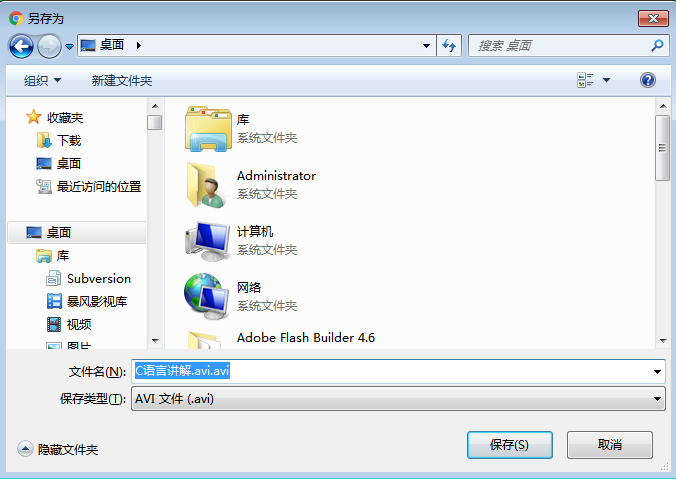 另存为
桌面
搜索 桌面
组织
新建文件夹
收藏夹
下载
桌面
最近访问的位置
桌面
库
Subversion
暴风影视库
视频
图片
库
系统文件夹
Administrator
系统文件夹
计算机
系统文件夹
网络
系统文件夹
Adobe Flash Builder 4.6
文件名(N):
C语言讲解.avi.avi
保存类型(T):
AVI 文件 (.avi)
隐藏文件夹
保存(S)
取消